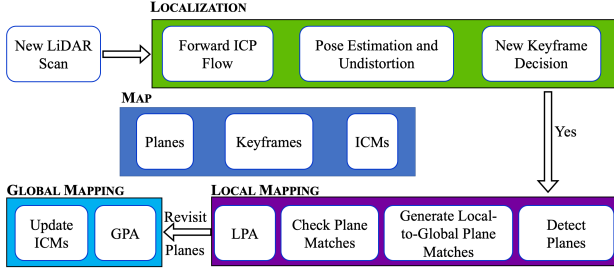 LOCALIZATION
New LiDAR
Scan
Forward ICP
Flow
Pose Estimation and
Undistortion
New Keyframe
Decision
Yes
MAP
Planes
Keyframes
ICMs
GLOBAL MAPPING
Update
ICMs
GPA
Revisit
Planes
LOCAL MAPPING
LPA
Check Plane
Matches
Generate Local-
to-Global Plane
Matches
Detect
Planes